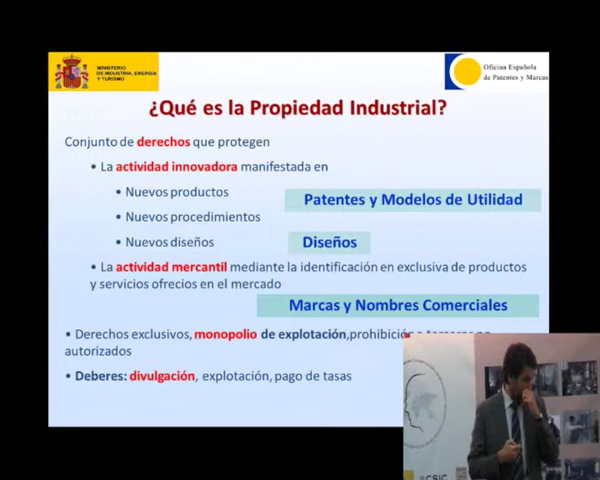 MINISTERIO
DE INDUSTRIA, ENERGÍA
Y TURISMO
Oficina Española
de Patentes y Marcas
¿Qué es la Propiedad Industrial?
Conjunto de derechos que protegen
• La actividad innovadora manifestada en
• Nuevos productos
Patentes y Modelos de Utilidad
• Nuevos procedimientos
• Nuevos diseños
Diseños
• La actividad mercantil mediante la identificación en exclusiva de productos
y servicios ofrecios en el mercado
Marcas y Nombres Comerciales
• Derechos exclusivos, monopolio de explotación,prohibición
autorizados
• Deberes: divulgación, explotación, pago de tasas
CSIC